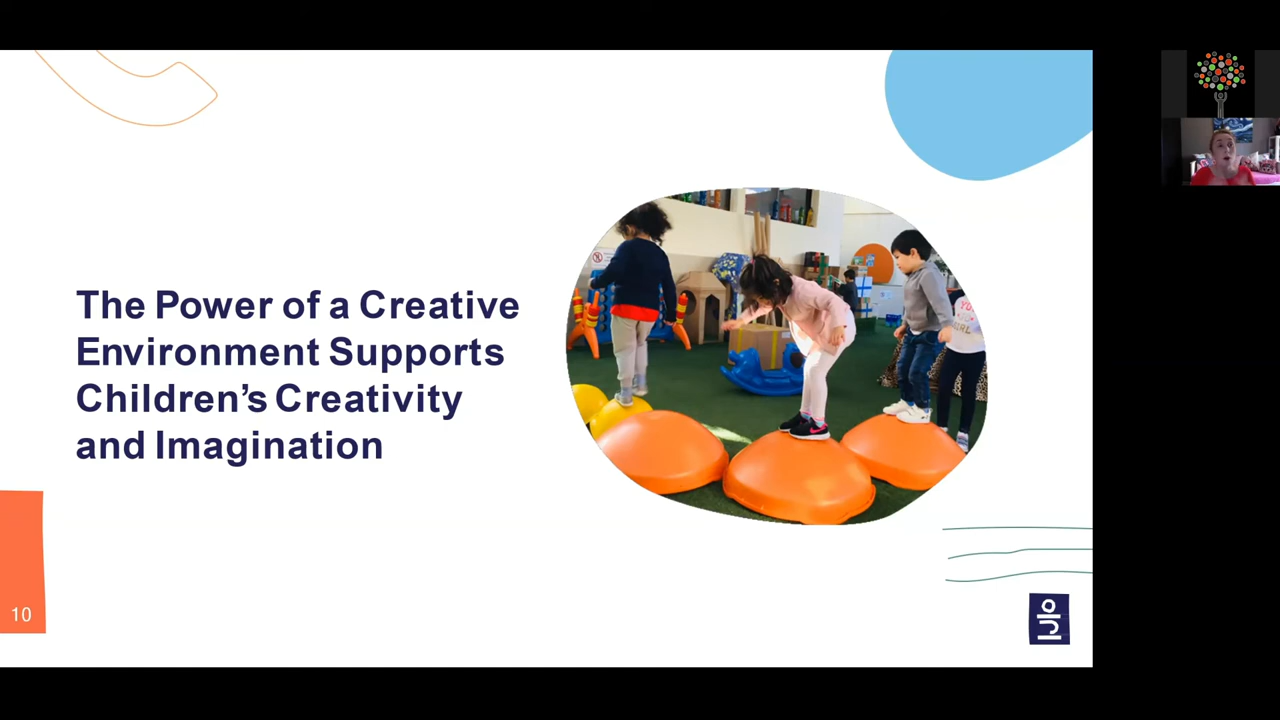 The Power of a Creative
Environment Supports
Children’s Creativity
and Imagination
10